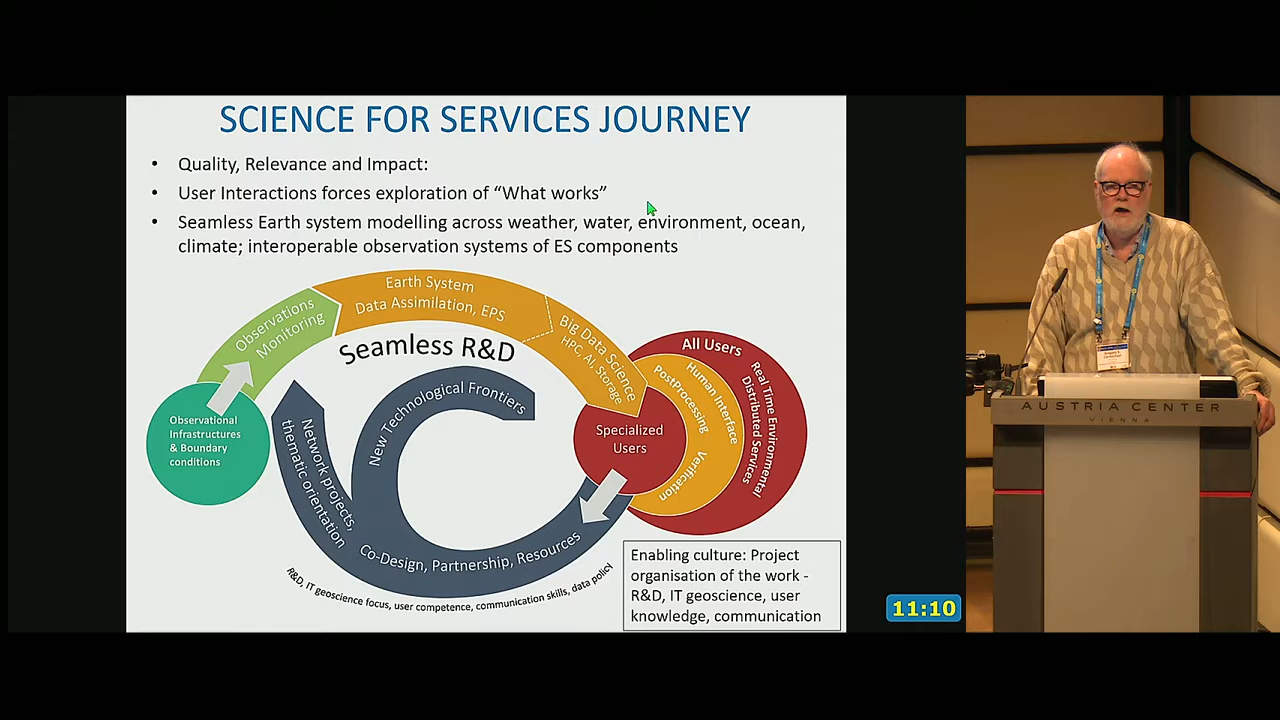 SCIENCE FOR SERVICES JOURNEY
• Quality, Relevance and Impact:
• User Interactions forces exploration of “What works”
• Seamless Earth system modelling across weather, water, environment, ocean,
climate; interoperable observation systems of ES components
Observations
Monitoring
Earth System
Data Assimilation, EPS
Big Data Science
HPC, AI, Storage
Seamless R&D
All Users
Real Time Environmental
Distributed Services
Human Interface
PostProcessing
Verification
Specialized
Users
Observational
Infrastructures
& Boundary
conditions
New Technological Frontiers
Network projects,
thematic orientation
Co-Design, Partnership, Resources
R&D, IT geoscience focus, user competence, communication skills, data policy
Enabling culture: Project
organisation of the work -
R&D, IT geoscience, user
knowledge, communication
11:10
AUSTRIA CENTER
VIENNA